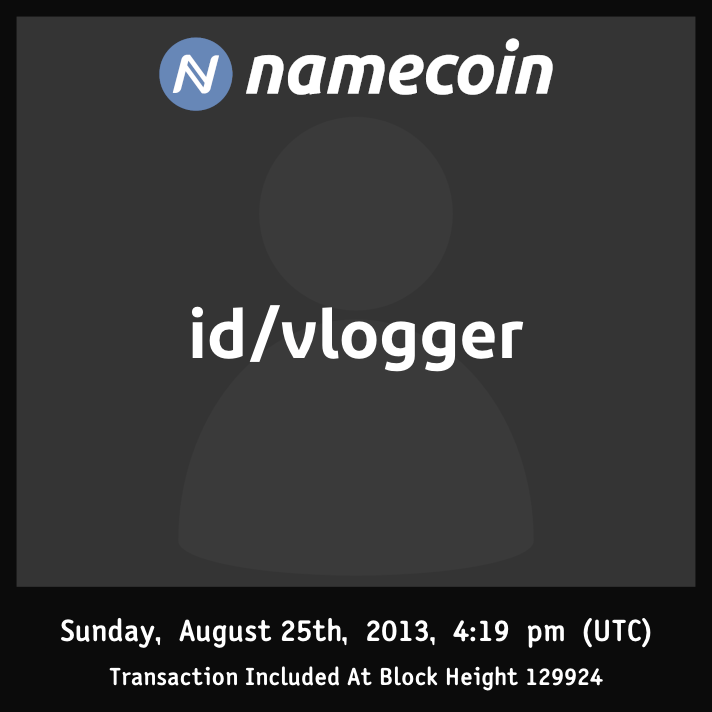 namecoin
id/vlogger
Sunday, August 25th, 2013, 4:19 pm (UTC)
Transaction Included At Block Height 129924